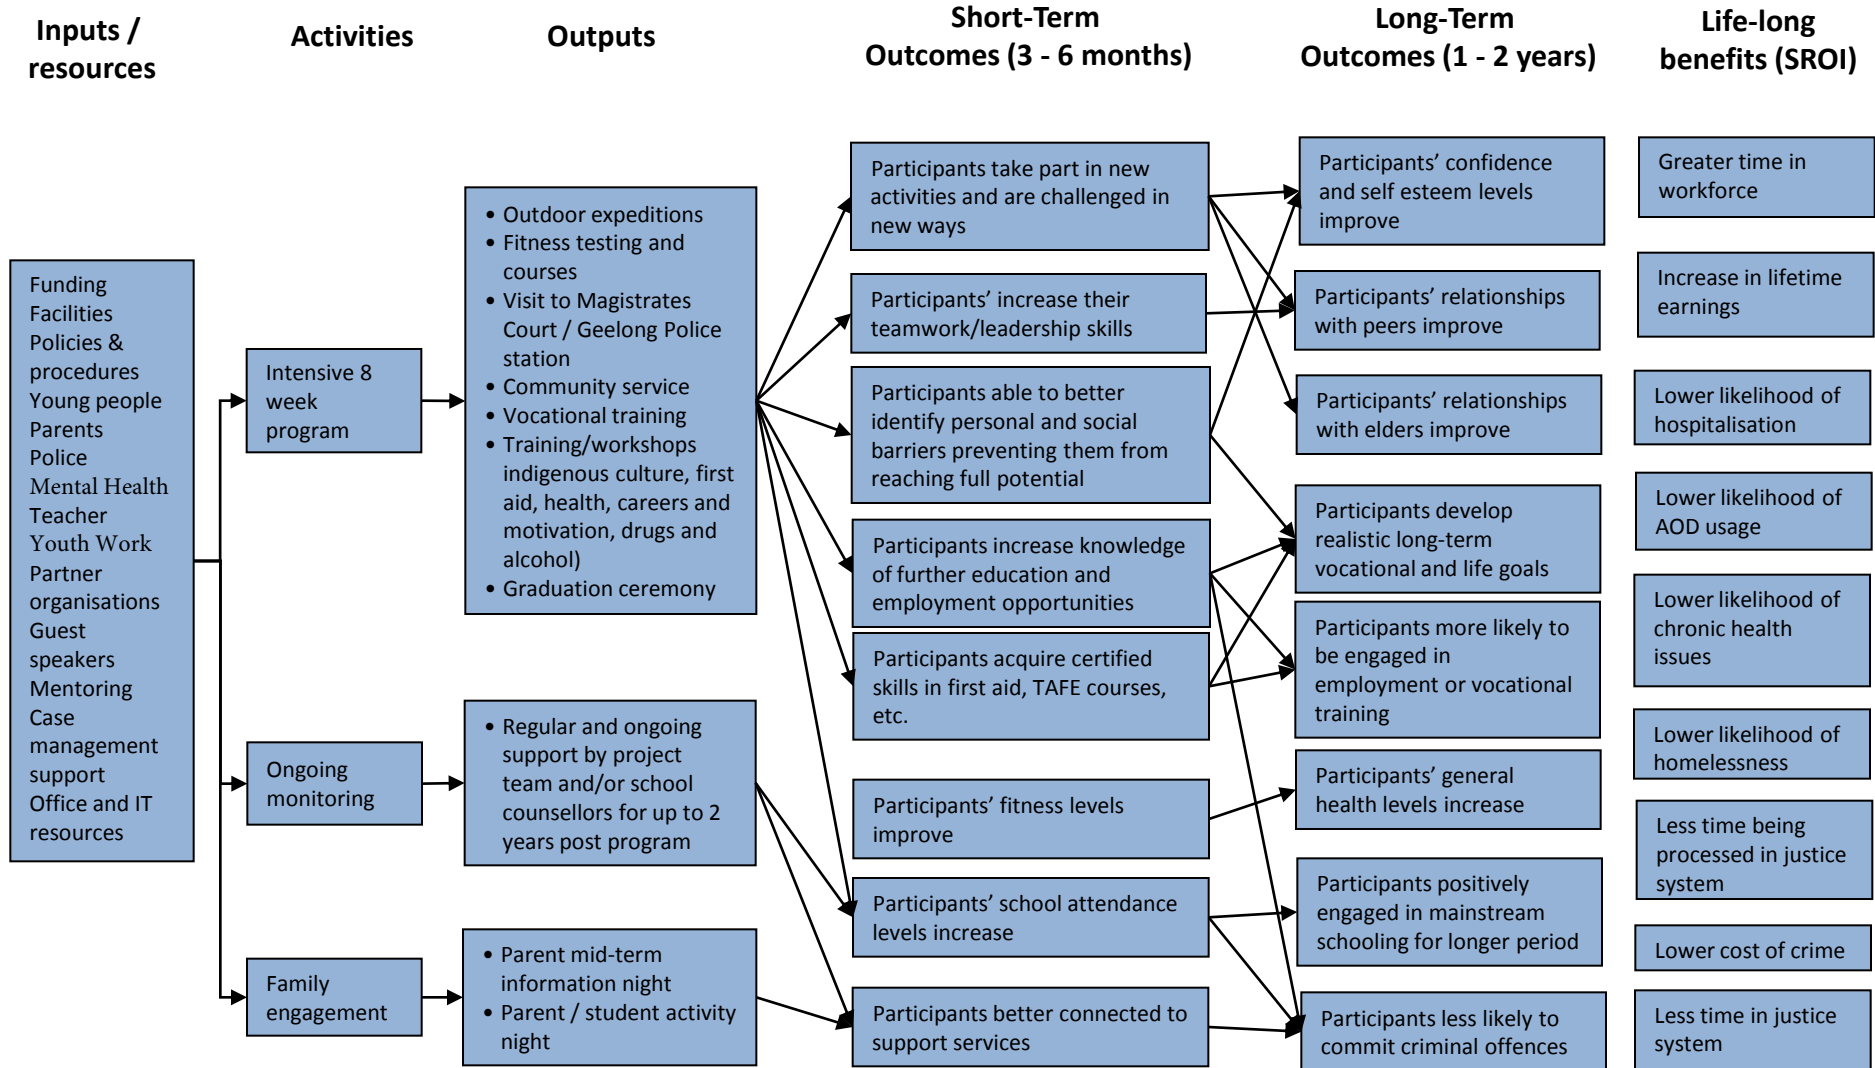 Inputs /
resources
Activities
Outputs
Short-Term
Outcomes (3 - 6 months)
Long-Term
Outcomes (1 - 2 years)
Life-long
benefits (SROI)
Funding
Facilities
Policies &
procedures
Young people
Parents
Police
Mental Health
Teacher
Youth Work
Partner
organisations
Guest
speakers
Mentoring
Case
management
support
Office and IT
resources
Intensive 8
week
program
Ongoing
monitoring
Family
engagement
• Outdoor expeditions
• Fitness testing and
courses
• Visit to Magistrates
Court / Geelong Police
station
• Community service
• Vocational training
• Training/workshops
indigenous culture, first
aid, health, careers and
motivation, drugs and
alcohol)
• Graduation ceremony
• Regular and ongoing
support by project
team and/or school
counsellors for up to 2
years post program
• Parent mid-term
information night
• Parent / student activity
night
Participants take part in new
activities and are challenged in
new ways
Participants’ increase their
teamwork/leadership skills
Participants able to better
identify personal and social
barriers preventing them from
reaching full potential
Participants increase knowledge
of further education and
employment opportunities
Participants acquire certified
skills in first aid, TAFE courses,
etc.
Participants’ fitness levels
improve
Participants’ school attendance
levels increase
Participants better connected to
support services
Participants’ confidence
and self esteem levels
improve
Participants’ relationships
with peers improve
Participants’ relationships
with elders improve
Participants develop
realistic long-term
vocational and life goals
Participants more likely to
be engaged in
employment or vocational
training
Participants’ general
health levels increase
Participants positively
engaged in mainstream
schooling for longer period
Participants less likely to
commit criminal offences
Greater time in
workforce
Increase in lifetime
earnings
Lower likelihood of
hospitalisation
Lower likelihood of
AOD usage
Lower likelihood of
chronic health
issues
Lower likelihood of
homelessness
Less time being
processed in justice
system
Lower cost of crime
Less time in justice
system